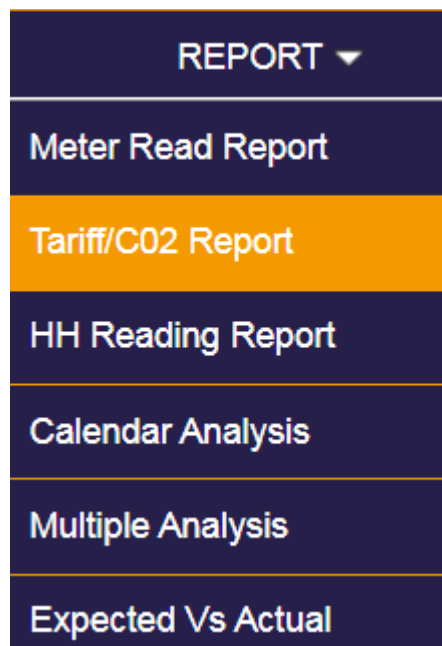 REPORT
Meter Read Report
Tariff/C02 Report
HH Reading Report
Calendar Analysis
Multiple Analysis
Expected Vs Actual